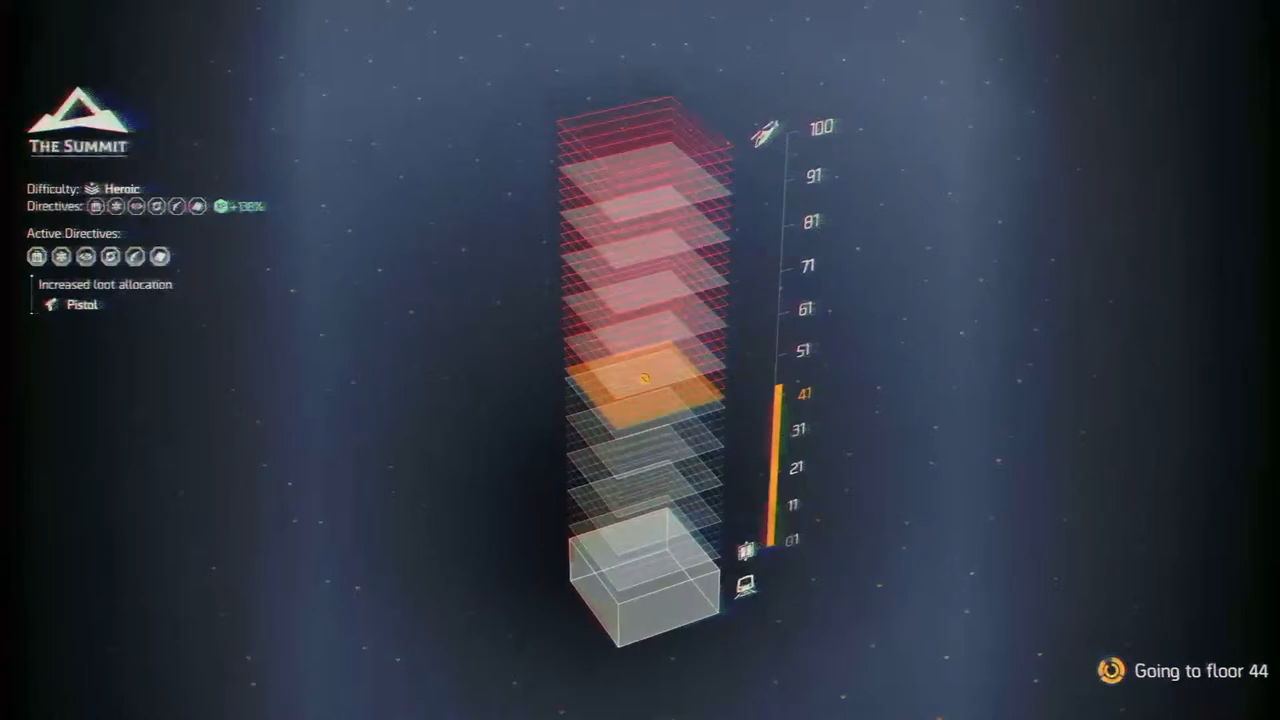 THE SUMMIT
Difficulty: Heroic
Directives: +138%
Active Directives:
Increased loot allocation
Pistol
100
91
81
71
61
51
41
31
21
11
01
Going to floor 44